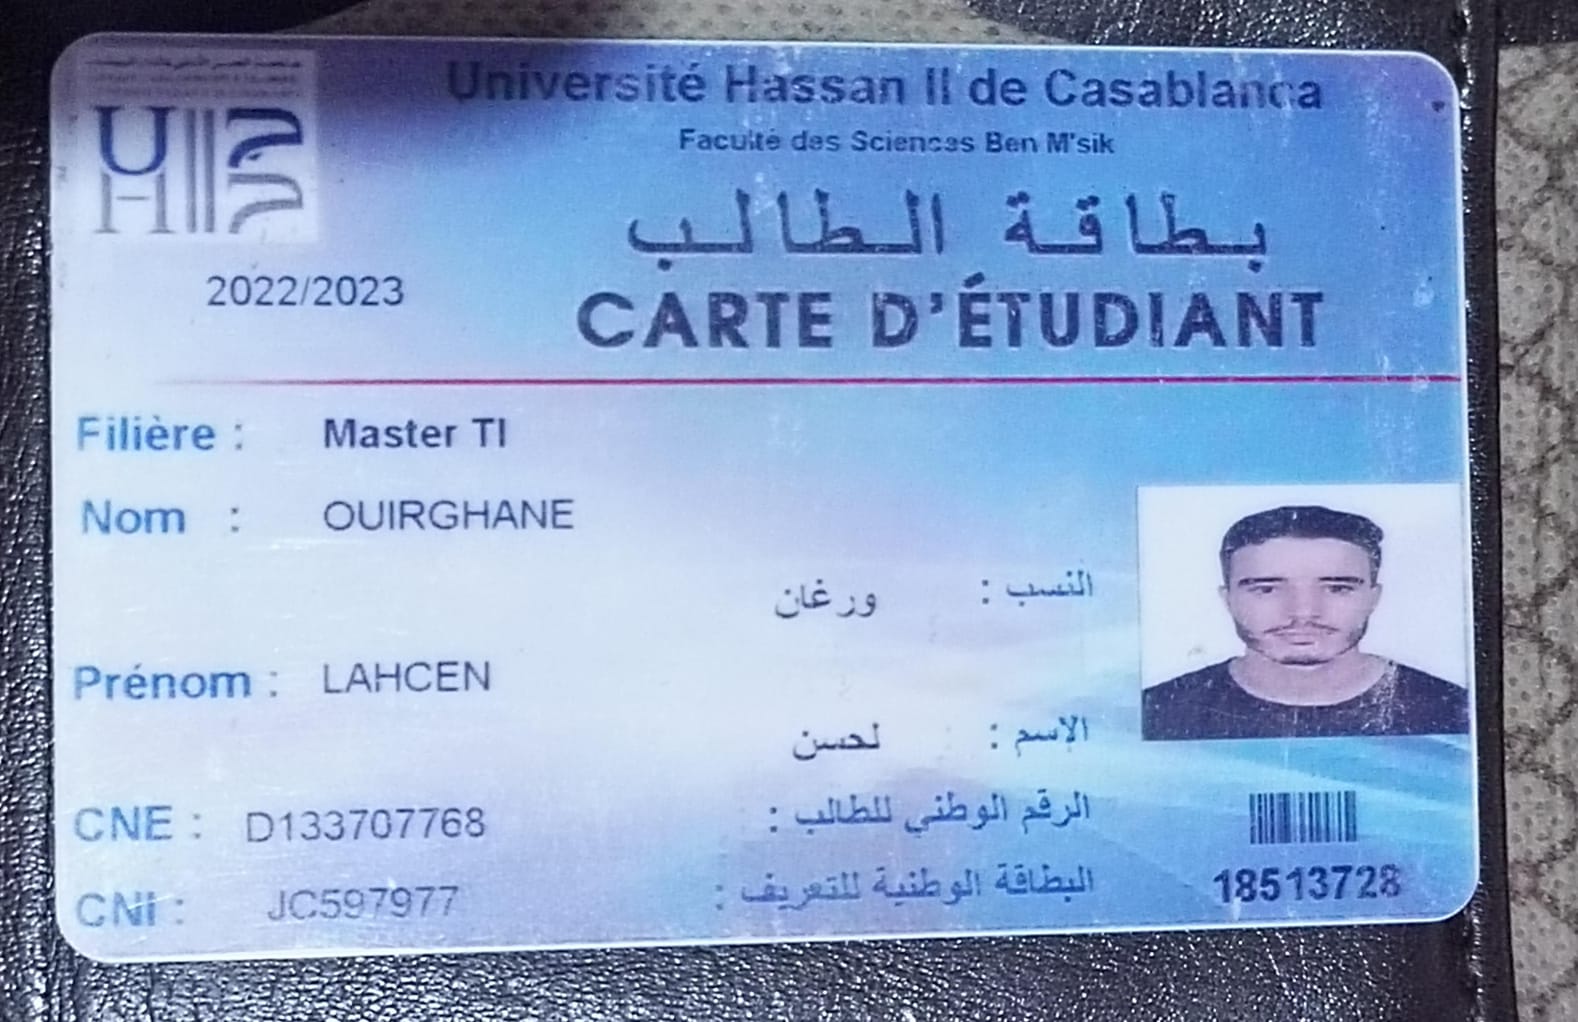 Université Hassan II de Casablanca
Faculté des Sciences Ben M'sik
بطاقة الطالب
2022/2023
CARTE D'ÉTUDIANT
Filière : Master TI
Nom : OUIRGHANE
النسب : ورغان
Prénom : LAHCEN
الإسم : لحسن
CNE : D133707768 الرقم الوطني للطالب :
CNI : JC597977 البطاقة الوطنية للتعريف :
18513728